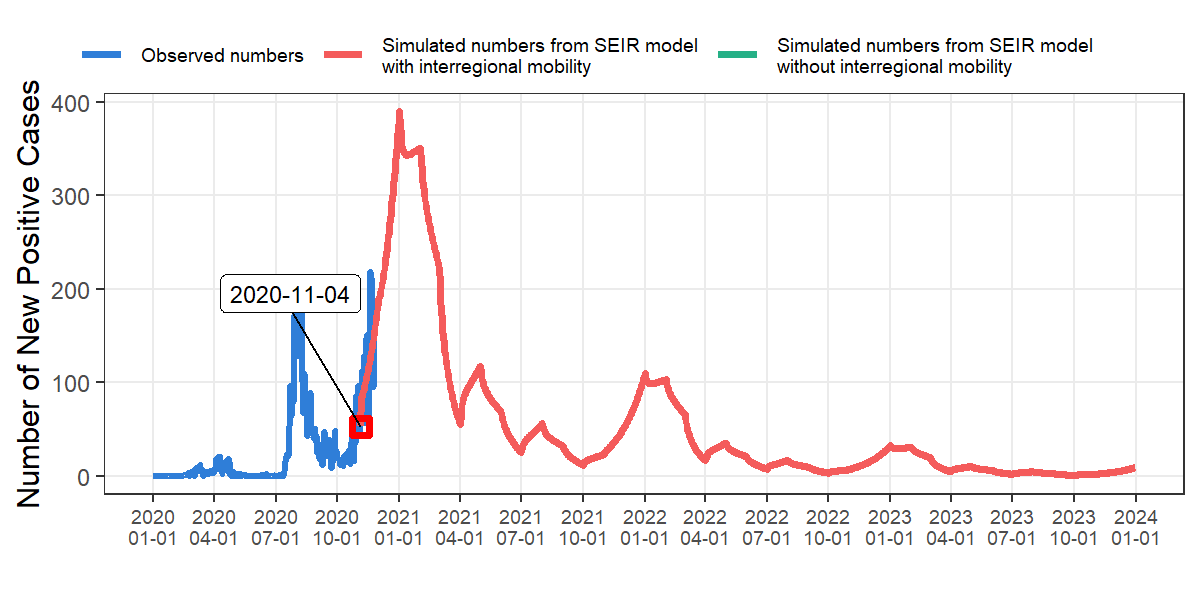 Observed numbers
Simulated numbers from SEIR model
with interregional mobility
Simulated numbers from SEIR model
without interregional mobility
Number of New Positive Cases
400
300
200
100
0
2020-11-04
2020 2020 2020 2020 2021 2021 2021 2021 2022 2022 2022 2022 2023 2023 2023 2023 2024
01-01 04-01 07-01 10-01 01-01 04-01 07-01 10-01 01-01 04-01 07-01 10-01 01-01 04-01 07-01 10-01 01-01